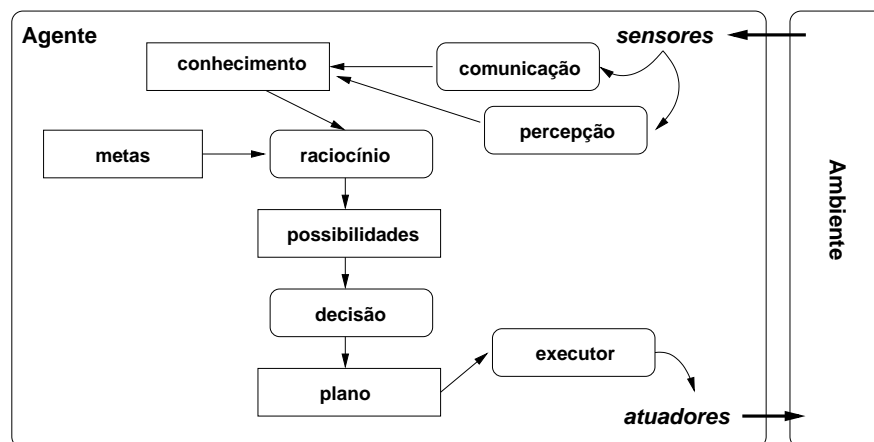 Agente
sensores
conhecimento
comunicação
percepção
metas
raciocínio
possibilidades
decisão
executor
plano
atuadores
Ambiente